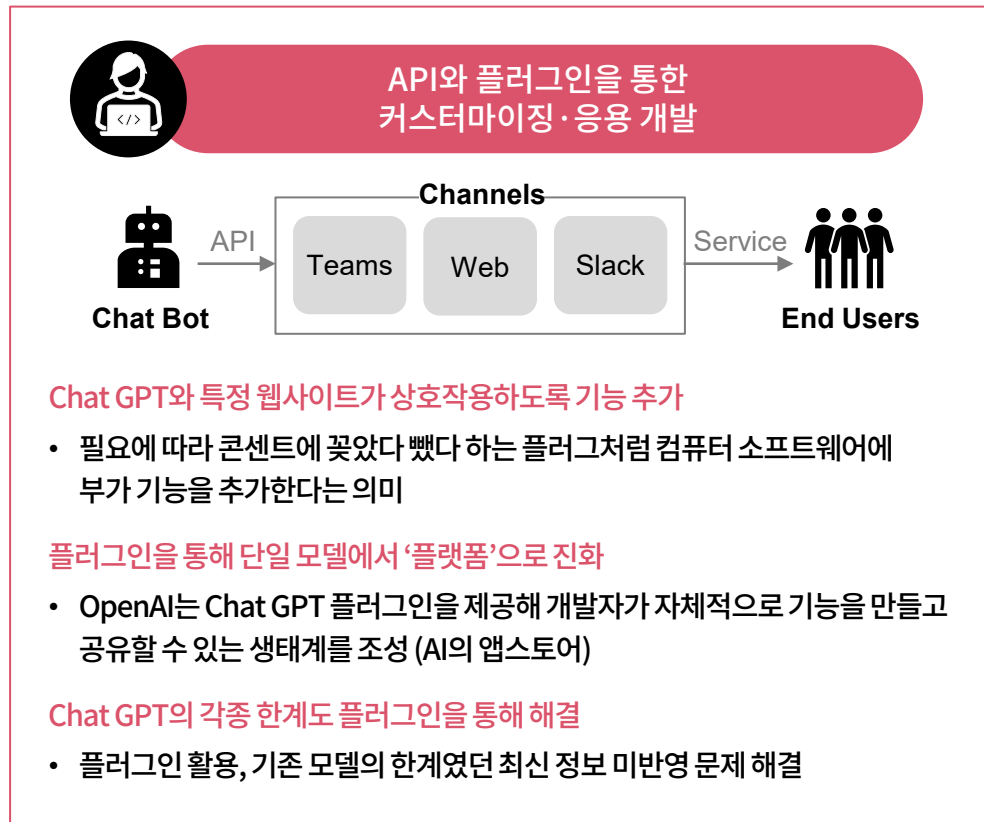 API와 플러그인을 통한
커스터마이징·응용 개발
</>
Channels
API
Teams
Web
Slack
Service
Chat Bot
End Users
Chat GPT와 특정 웹사이트가 상호작용하도록 기능 추가
• 필요에 따라 콘센트에 꽂았다 뺐다 하는 플러그처럼 컴퓨터 소프트웨어에
부가 기능을 추가한다는 의미
플러그인을 통해 단일 모델에서 ‘플랫폼’으로 진화
• OpenAI는 Chat GPT 플러그인을 제공해 개발자가 자체적으로 기능을 만들고
공유할 수 있는 생태계를 조성 (AI의 앱스토어)
Chat GPT의 각종 한계도 플러그인을 통해 해결
• 플러그인 활용, 기존 모델의 한계였던 최신 정보 미반영 문제 해결